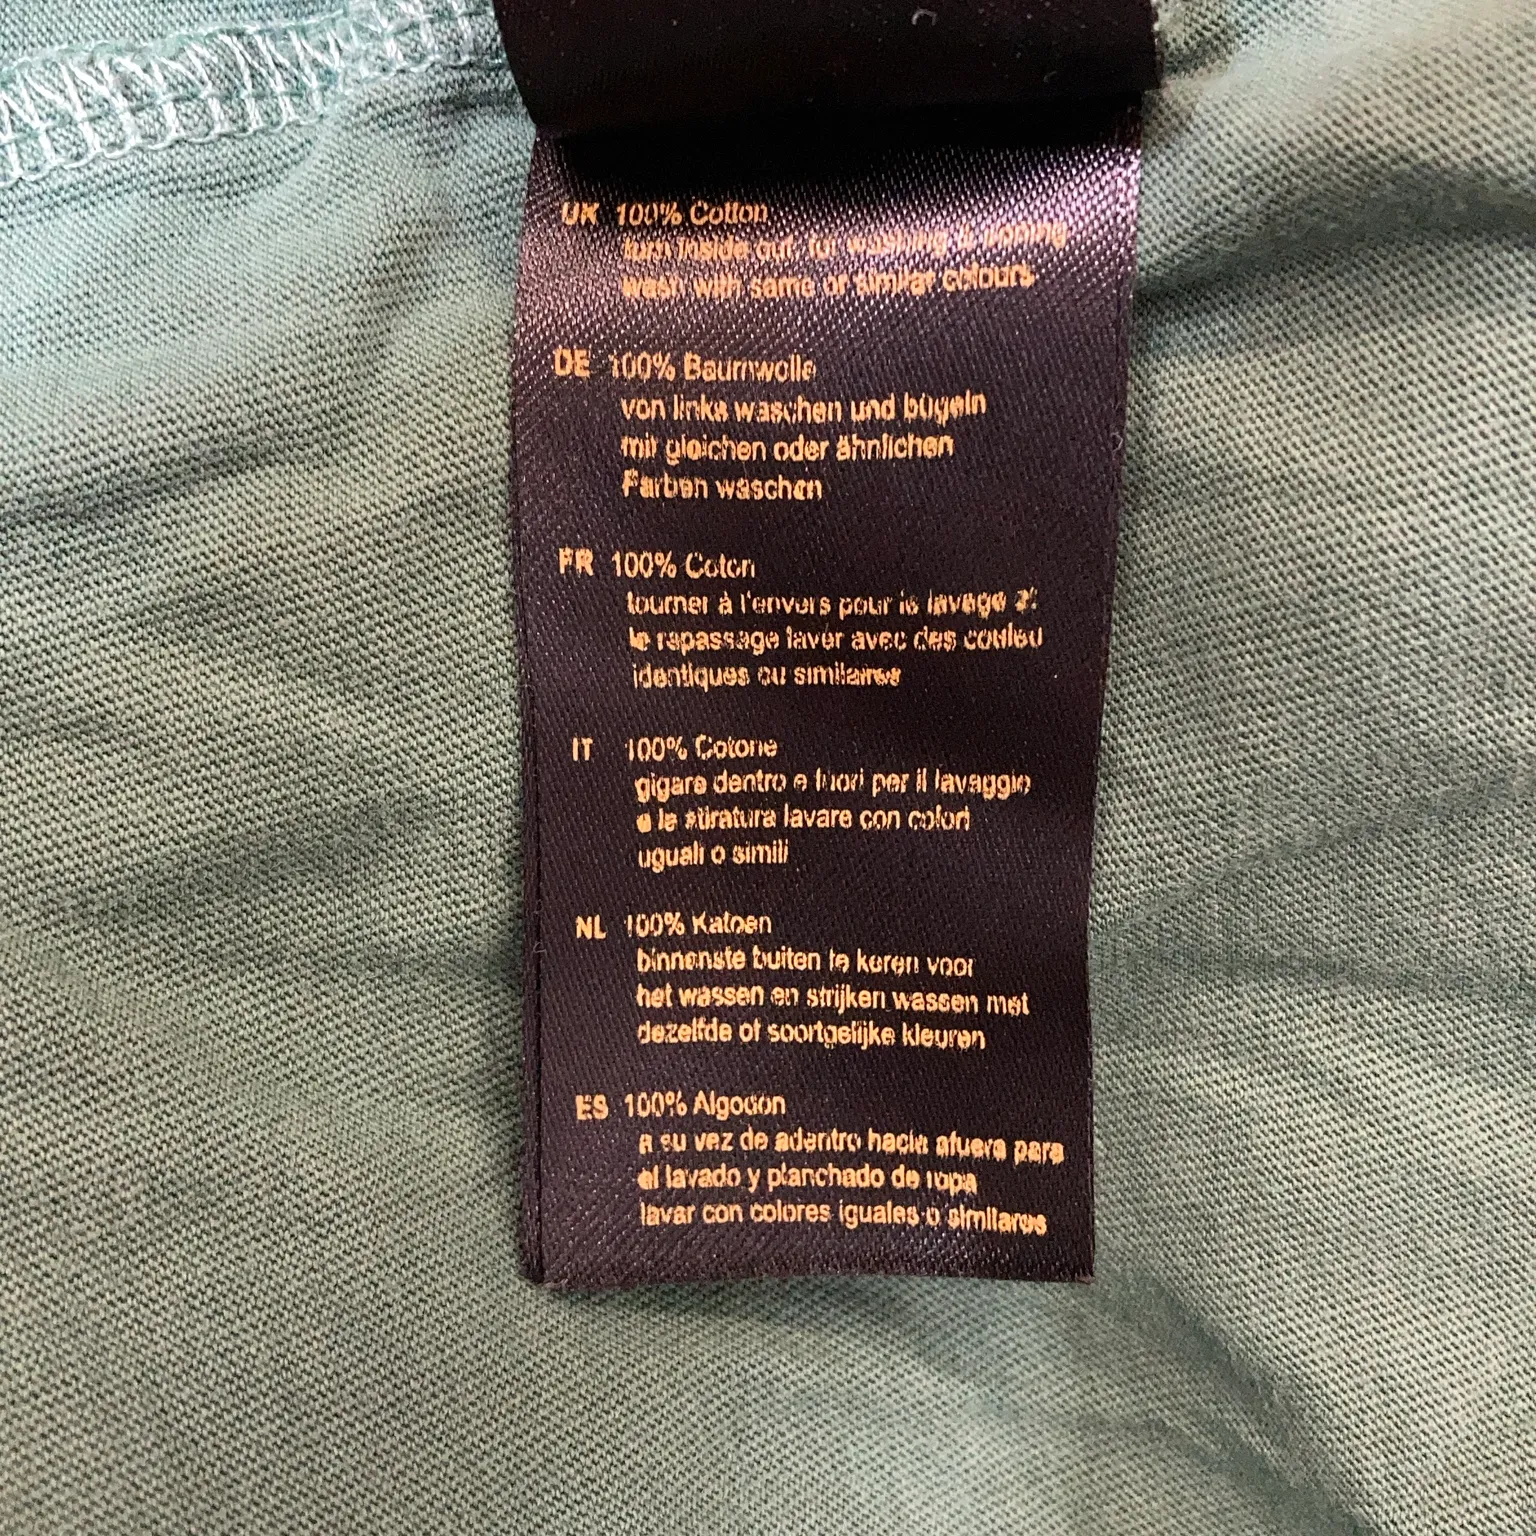 UK 100% Cotton
turn inside out for washing & ironing
wash with same or similar colours
DE 100% Baumwolle
von links waschen und bügeln
mit gleichen oder ähnlichen
Farben waschen
FR 100% Coton
tourner à l'envers pour le lavage et
le repassage laver avec des couleu
identiques ou similaires
IT 100% Cotone
gigare dentro e fuori per il lavaggio
e le stiratura lavare con colori
uguali o simili
NL 100% Katoen
binnenste buiten te keren voor
het wassen en strijken wassen met
dezelfde of soortgelijke kleuren
ES 100% Algodon
a su vez de adentro hacia afuera para
el lavado y planchado de ropa
lavar con colores iguales o similares